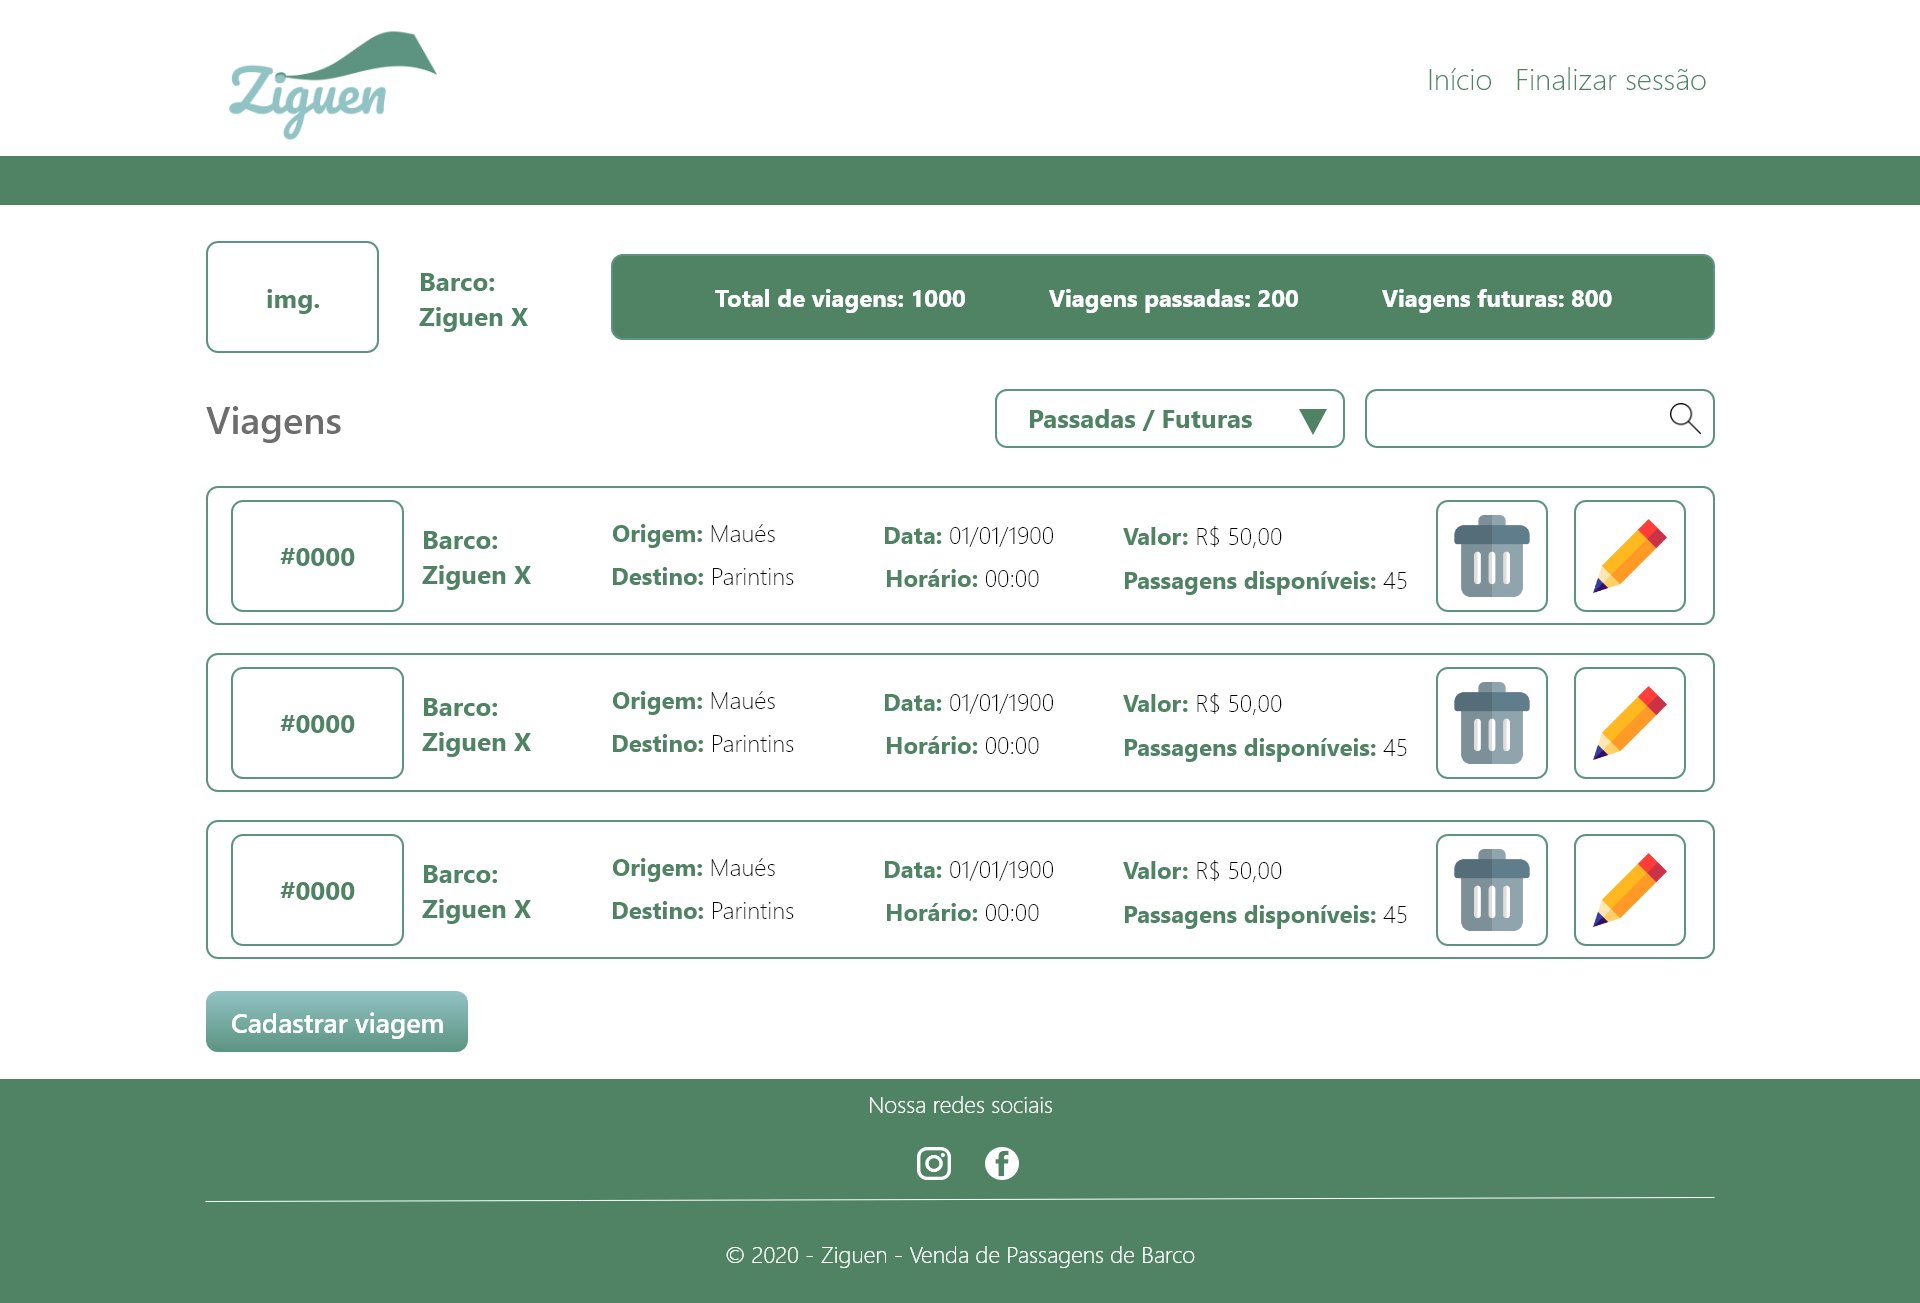 Ziguen
Início Finalizar sessão
img.
Barco:
Ziguen X
Total de viagens: 1000 Viagens passadas: 200 Viagens futuras: 800
Viagens
Passadas / Futuras
#0000
Barco:
Ziguen X
Origem: Maués
Destino: Parintins
Data: 01/01/1900
Horário: 00:00
Valor: R$ 50,00
Passagens disponíveis: 45
#0000
Barco:
Ziguen X
Origem: Maués
Destino: Parintins
Data: 01/01/1900
Horário: 00:00
Valor: R$ 50,00
Passagens disponíveis: 45
#0000
Barco:
Ziguen X
Origem: Maués
Destino: Parintins
Data: 01/01/1900
Horário: 00:00
Valor: R$ 50,00
Passagens disponíveis: 45
Cadastrar viagem
Nossa redes sociais
© 2020 - Ziguen - Venda de Passagens de Barco